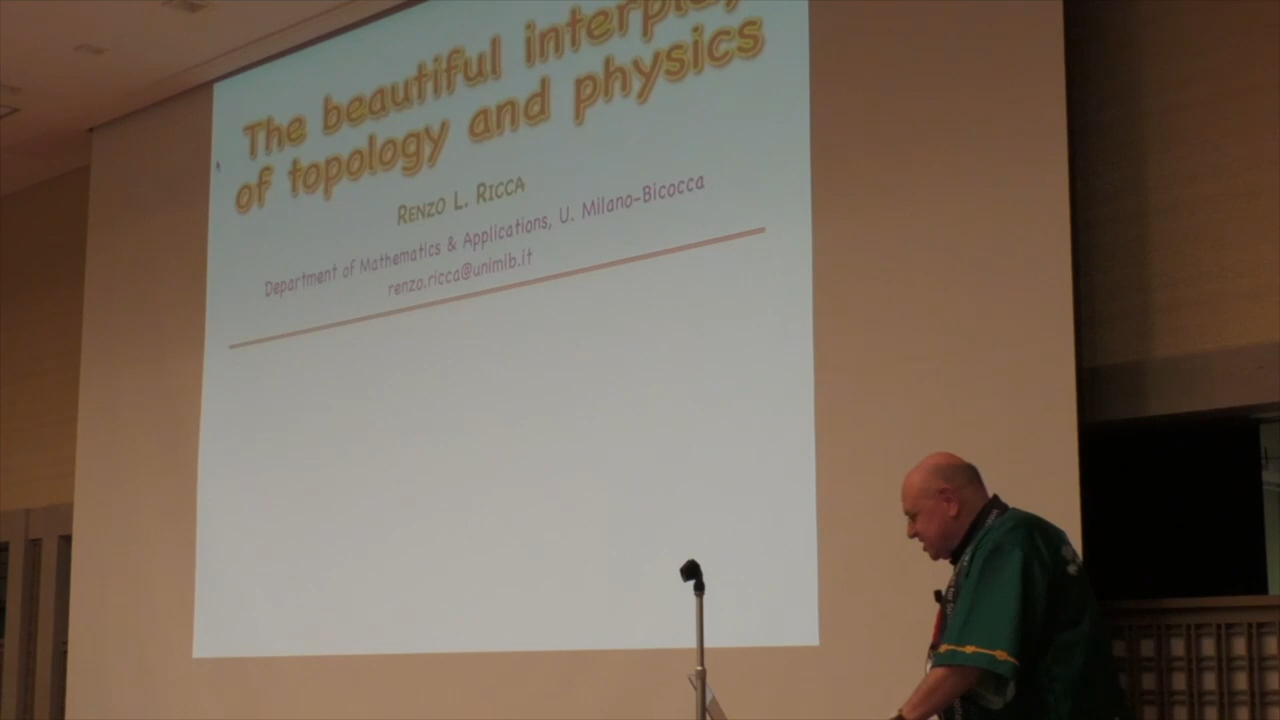 The beautiful interplay
of topology and physics
RENZO L. RICCA
Department of Mathematics & Applications, U. Milano-Bicocca
renzo.ricca@unimib.it